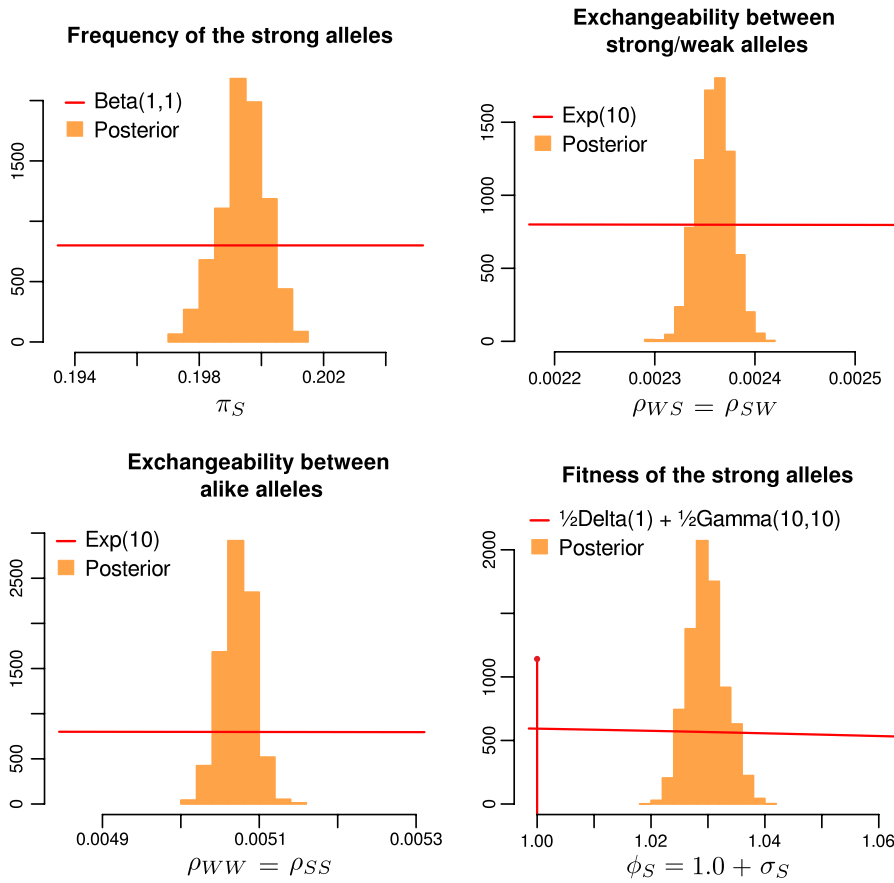 Frequency of the strong alleles
Beta(1,1)
Posterior
0
500
1500
0.194
0.198
0.202
π_S
Exchangeability between
strong/weak alleles
Exp(10)
Posterior
0
500
1000
1500
0.0022
0.0023
0.0024
0.0025
ρ_WS = ρ_SW
Exchangeability between
alike alleles
Exp(10)
Posterior
0
500
1500
2500
0.0049
0.0051
0.0053
ρ_WW = ρ_SS
Fitness of the strong alleles
½Delta(1) + ½Gamma(10,10)
Posterior
0
500
1000
2000
1.00
1.02
1.04
1.06
ϕ_S = 1.0 + σ_S